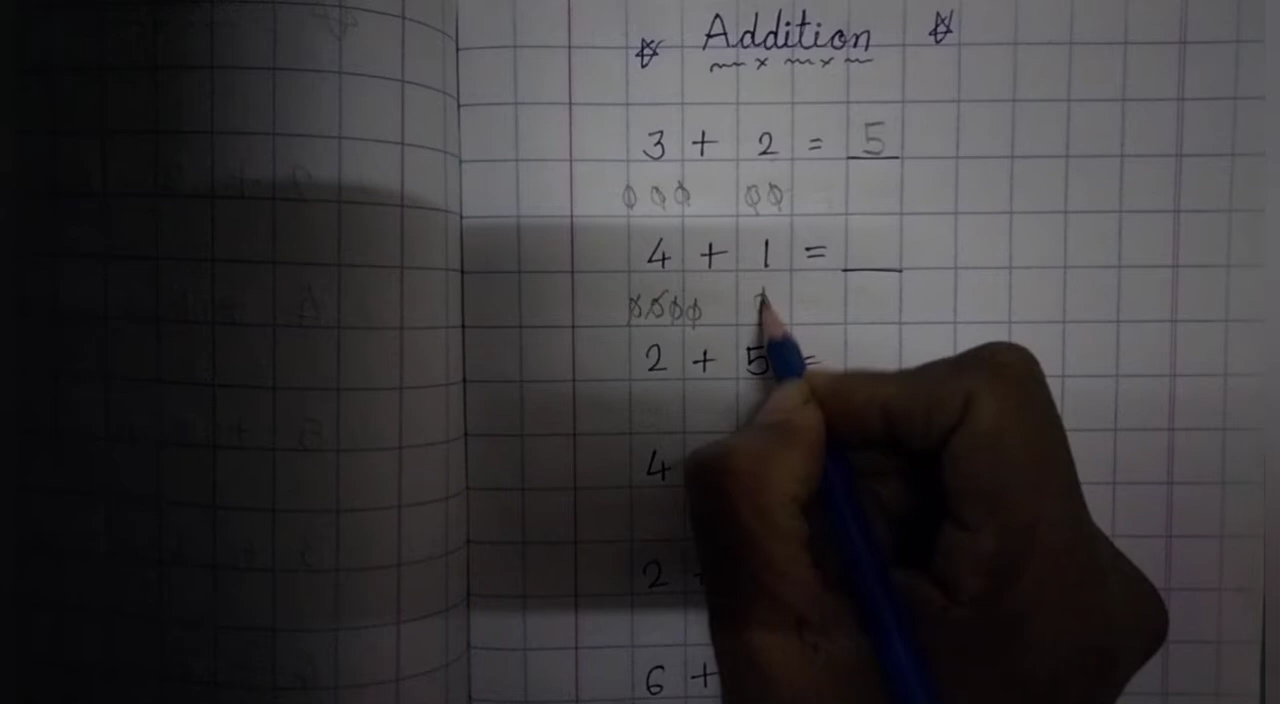 Addition
3 + 2 = 5
4 + 1 =
2 + 5 =
4
2 +
6 +